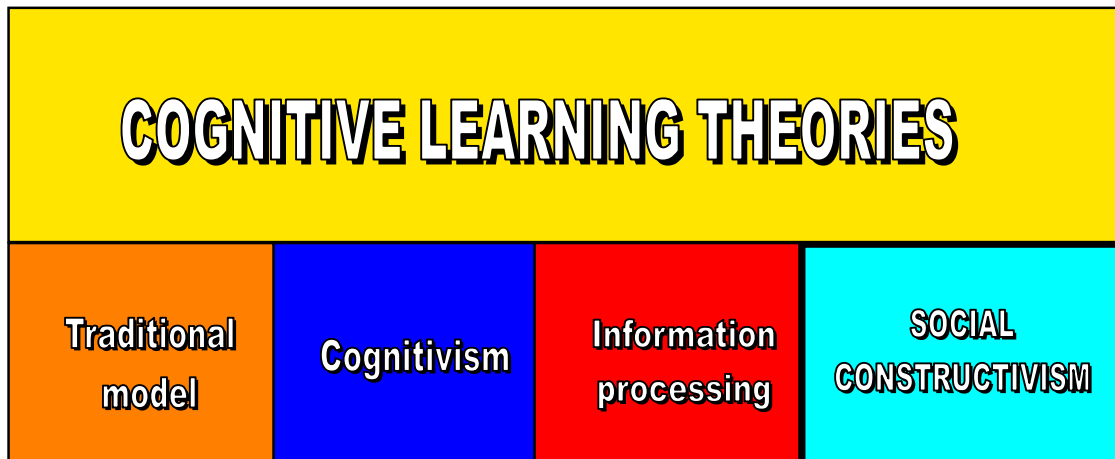 COGNITIVE LEARNING THEORIES
Traditional
model
Cognitivism
Information
processing
SOCIAL
CONSTRUCTIVISM